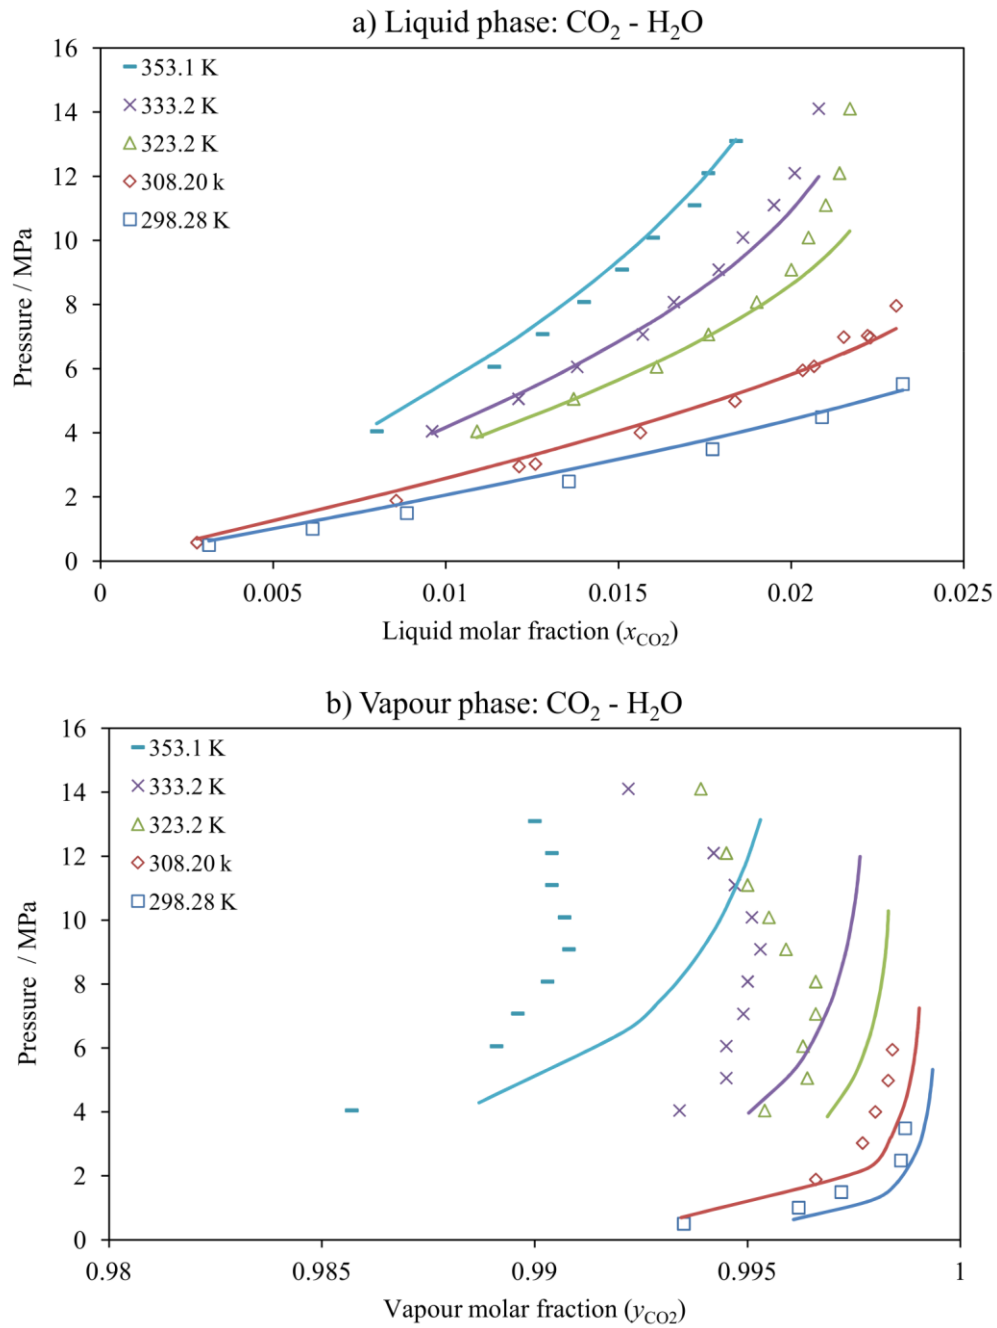 a) Liquid phase: CO₂ - H₂O
16
14
12
10
8
6
4
2
0
Pressure / MPa
353.1 K
333.2 K
323.2 K
308.20 k
298.28 K
0 0.005 0.01 0.015 0.02 0.025
Liquid molar fraction (x_CO2)
b) Vapour phase: CO₂ - H₂O
16
14
12
10
8
6
4
2
0
Pressure / MPa
353.1 K
333.2 K
323.2 K
308.20 k
298.28 K
0.98 0.985 0.99 0.995 1
Vapour molar fraction (y_CO2)